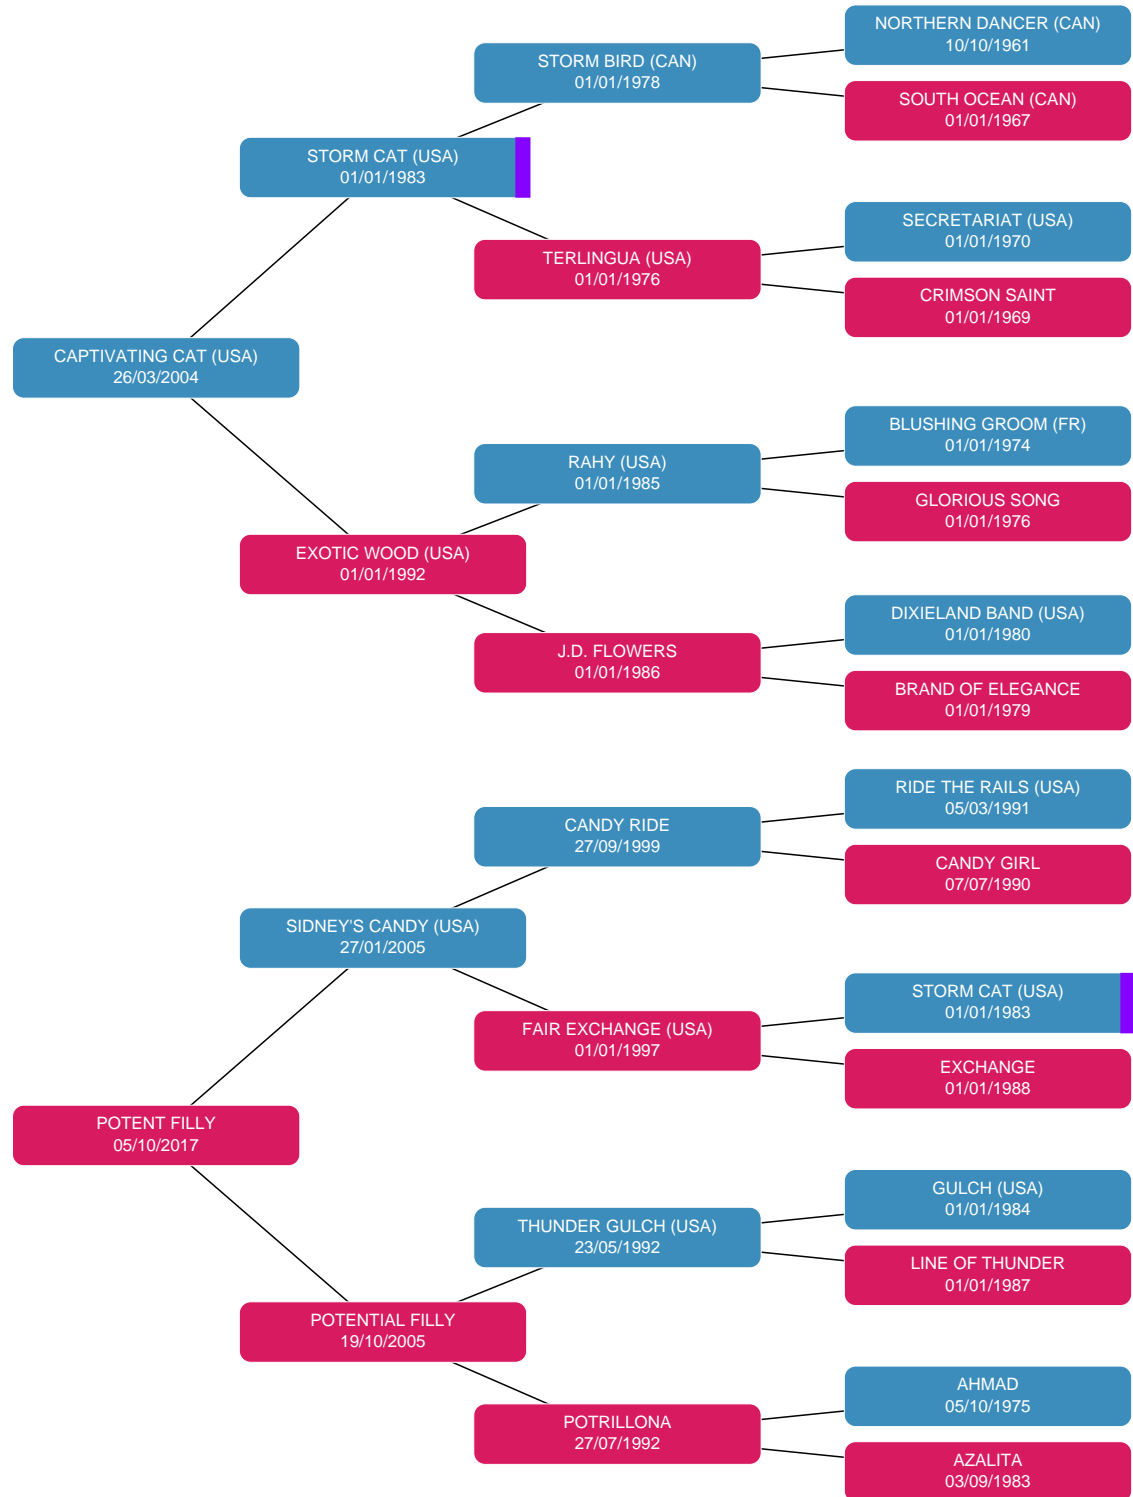 NORTHERN DANCER (CAN)
10/10/1961
STORM BIRD (CAN)
01/01/1978
SOUTH OCEAN (CAN)
01/01/1967
STORM CAT (USA)
01/01/1983
SECRETARIAT (USA)
01/01/1970
TERLINGUA (USA)
01/01/1976
CRIMSON SAINT
01/01/1969
CAPTIVATING CAT (USA)
26/03/2004
BLUSHING GROOM (FR)
01/01/1974
RAHY (USA)
01/01/1985
GLORIOUS SONG
01/01/1976
EXOTIC WOOD (USA)
01/01/1992
DIXIELAND BAND (USA)
01/01/1980
J.D. FLOWERS
01/01/1986
BRAND OF ELEGANCE
01/01/1979
RIDE THE RAILS (USA)
05/03/1991
CANDY RIDE
27/09/1999
CANDY GIRL
07/07/1990
SIDNEY'S CANDY (USA)
27/01/2005
STORM CAT (USA)
01/01/1983
FAIR EXCHANGE (USA)
01/01/1997
EXCHANGE
01/01/1988
POTENT FILLY
05/10/2017
GULCH (USA)
01/01/1984
THUNDER GULCH (USA)
23/05/1992
LINE OF THUNDER
01/01/1987
POTENTIAL FILLY
19/10/2005
AHMAD
05/10/1975
POTRILLONA
27/07/1992
AZALITA
03/09/1983